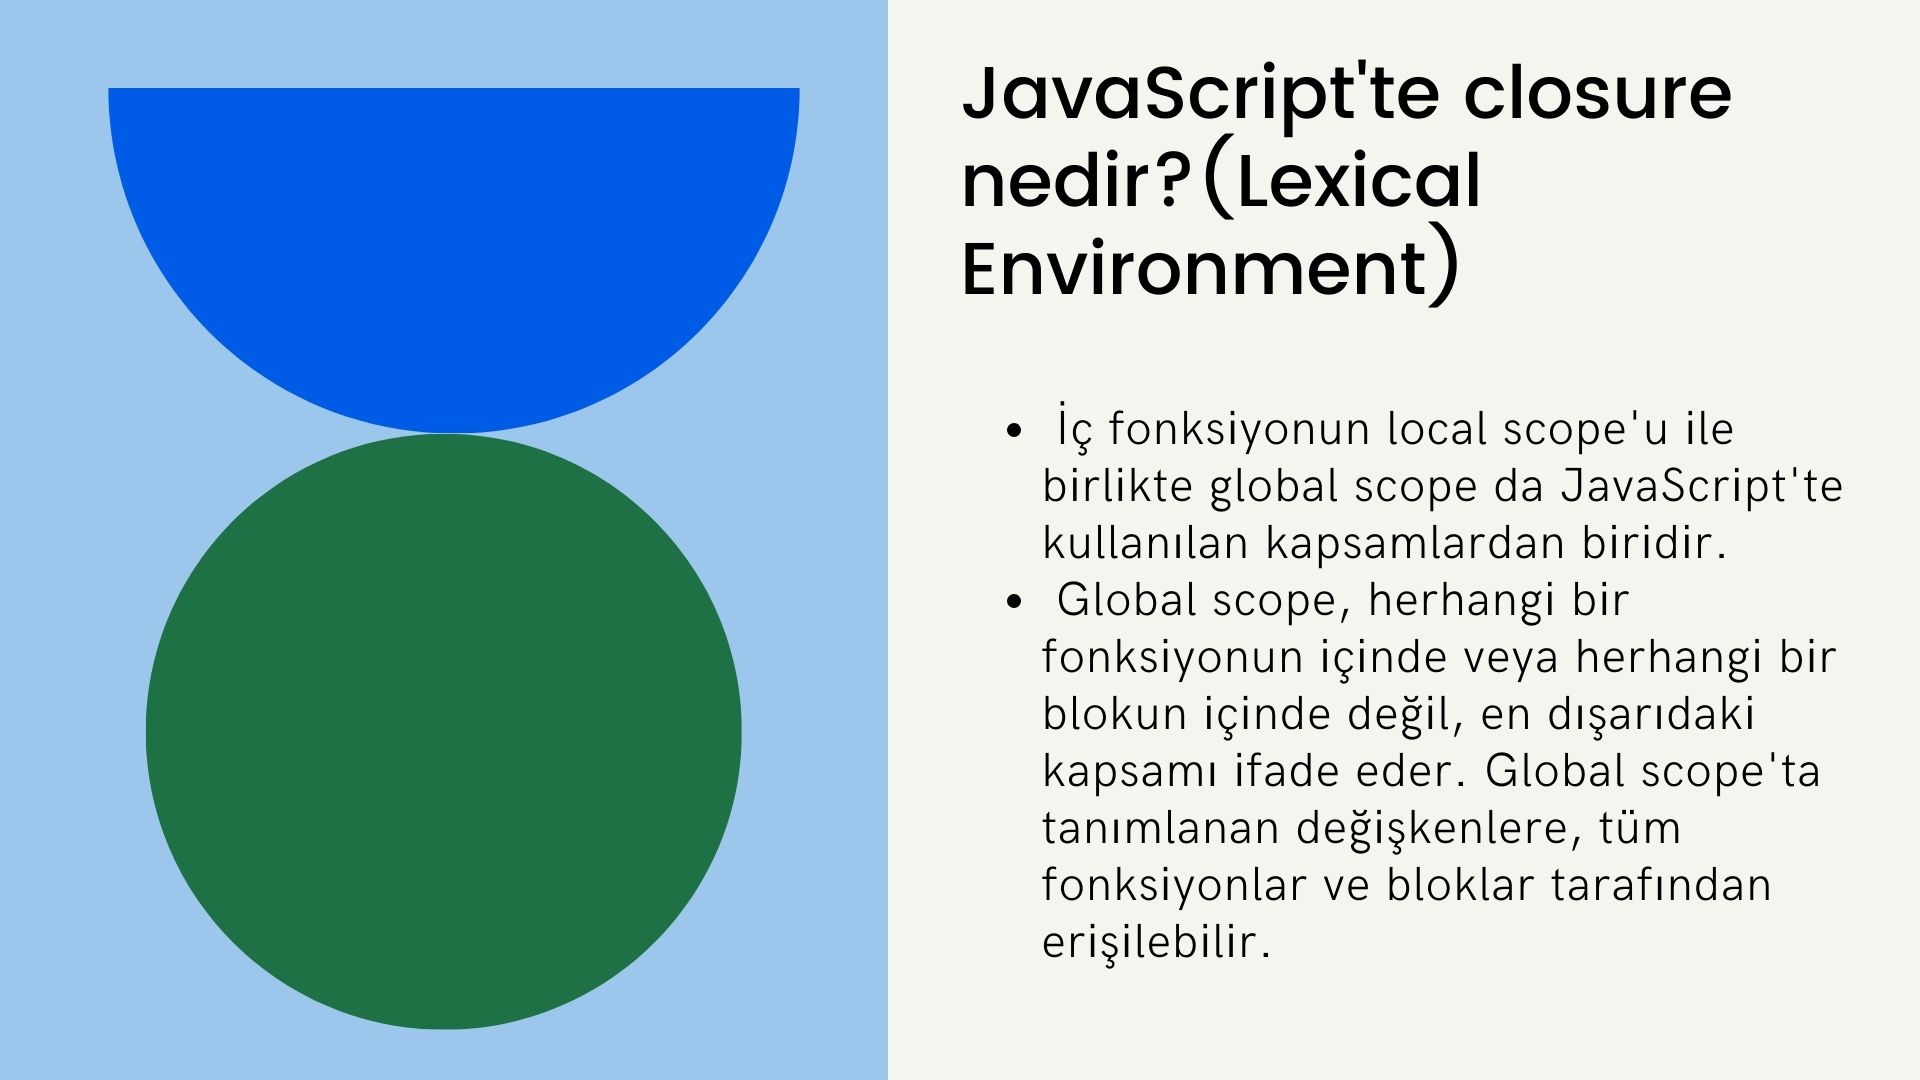 JavaScript'te closure
nedir?(Lexical
Environment)
• İç fonksiyonun local scope'u ile
birlikte global scope da JavaScript'te
kullanılan kapsamlardan biridir.
• Global scope, herhangi bir
fonksiyonun içinde veya herhangi bir
blokun içinde değil, en dışarıdaki
kapsamı ifade eder. Global scope'ta
tanımlanan değişkenlere, tüm
fonksiyonlar ve bloklar tarafından
erişilebilir.